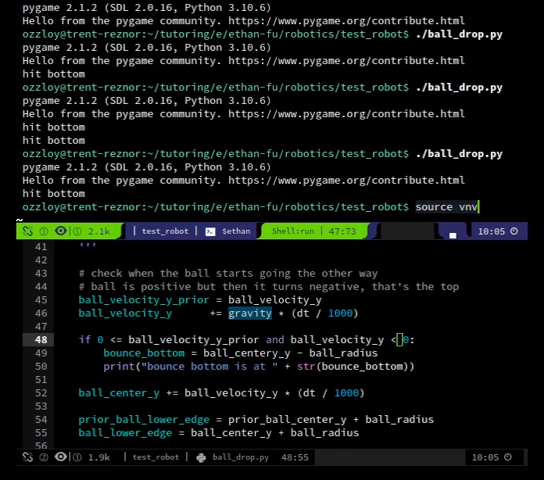 pygame 2.1.2 (SDL 2.0.16, Python 3.10.6)
Hello from the pygame community. https://www.pygame.org/contribute.html
ozzloy@trent-reznor:~/tutoring/e/ethan-fu/robotics/test_robot$ ./ball_drop.py
pygame 2.1.2 (SDL 2.0.16, Python 3.10.6)
Hello from the pygame community. https://www.pygame.org/contribute.html
hit bottom
ozzloy@trent-reznor:~/tutoring/e/ethan-fu/robotics/test_robot$ ./ball_drop.py
pygame 2.1.2 (SDL 2.0.16, Python 3.10.6)
Hello from the pygame community. https://www.pygame.org/contribute.html
hit bottom
hit bottom
ozzloy@trent-reznor:~/tutoring/e/ethan-fu/robotics/test_robot$ ./ball_drop.py
pygame 2.1.2 (SDL 2.0.16, Python 3.10.6)
Hello from the pygame community. https://www.pygame.org/contribute.html
hit bottom
ozzloy@trent-reznor:~/tutoring/e/ethan-fu/robotics/test_robot$ source vnv
~
① 2.1k | test_robot | $ethan Shell:run | 47:73 10:05
41 '''
42
43 # check when the ball starts going the other way
44 # ball is positive but then it turns negative, that's the top
45 ball_velocity_y_prior = ball_velocity_y
46 ball_velocity_y += gravity * (dt / 1000)
47
48 if 0 <= ball_velocity_y_prior and ball_velocity_y < 0:
49 bounce_bottom = ball_centery_y - ball_radius
50 print("bounce bottom is at " + str(bounce_bottom))
51
52 ball_center_y += ball_velocity_y * (dt / 1000)
53
54 prior_ball_lower_edge = prior_ball_center_y + ball_radius
55 ball_lower_edge = ball_center_y + ball_radius
56
② 1.9k | test_robot | ball_drop.py 48:55 10:05